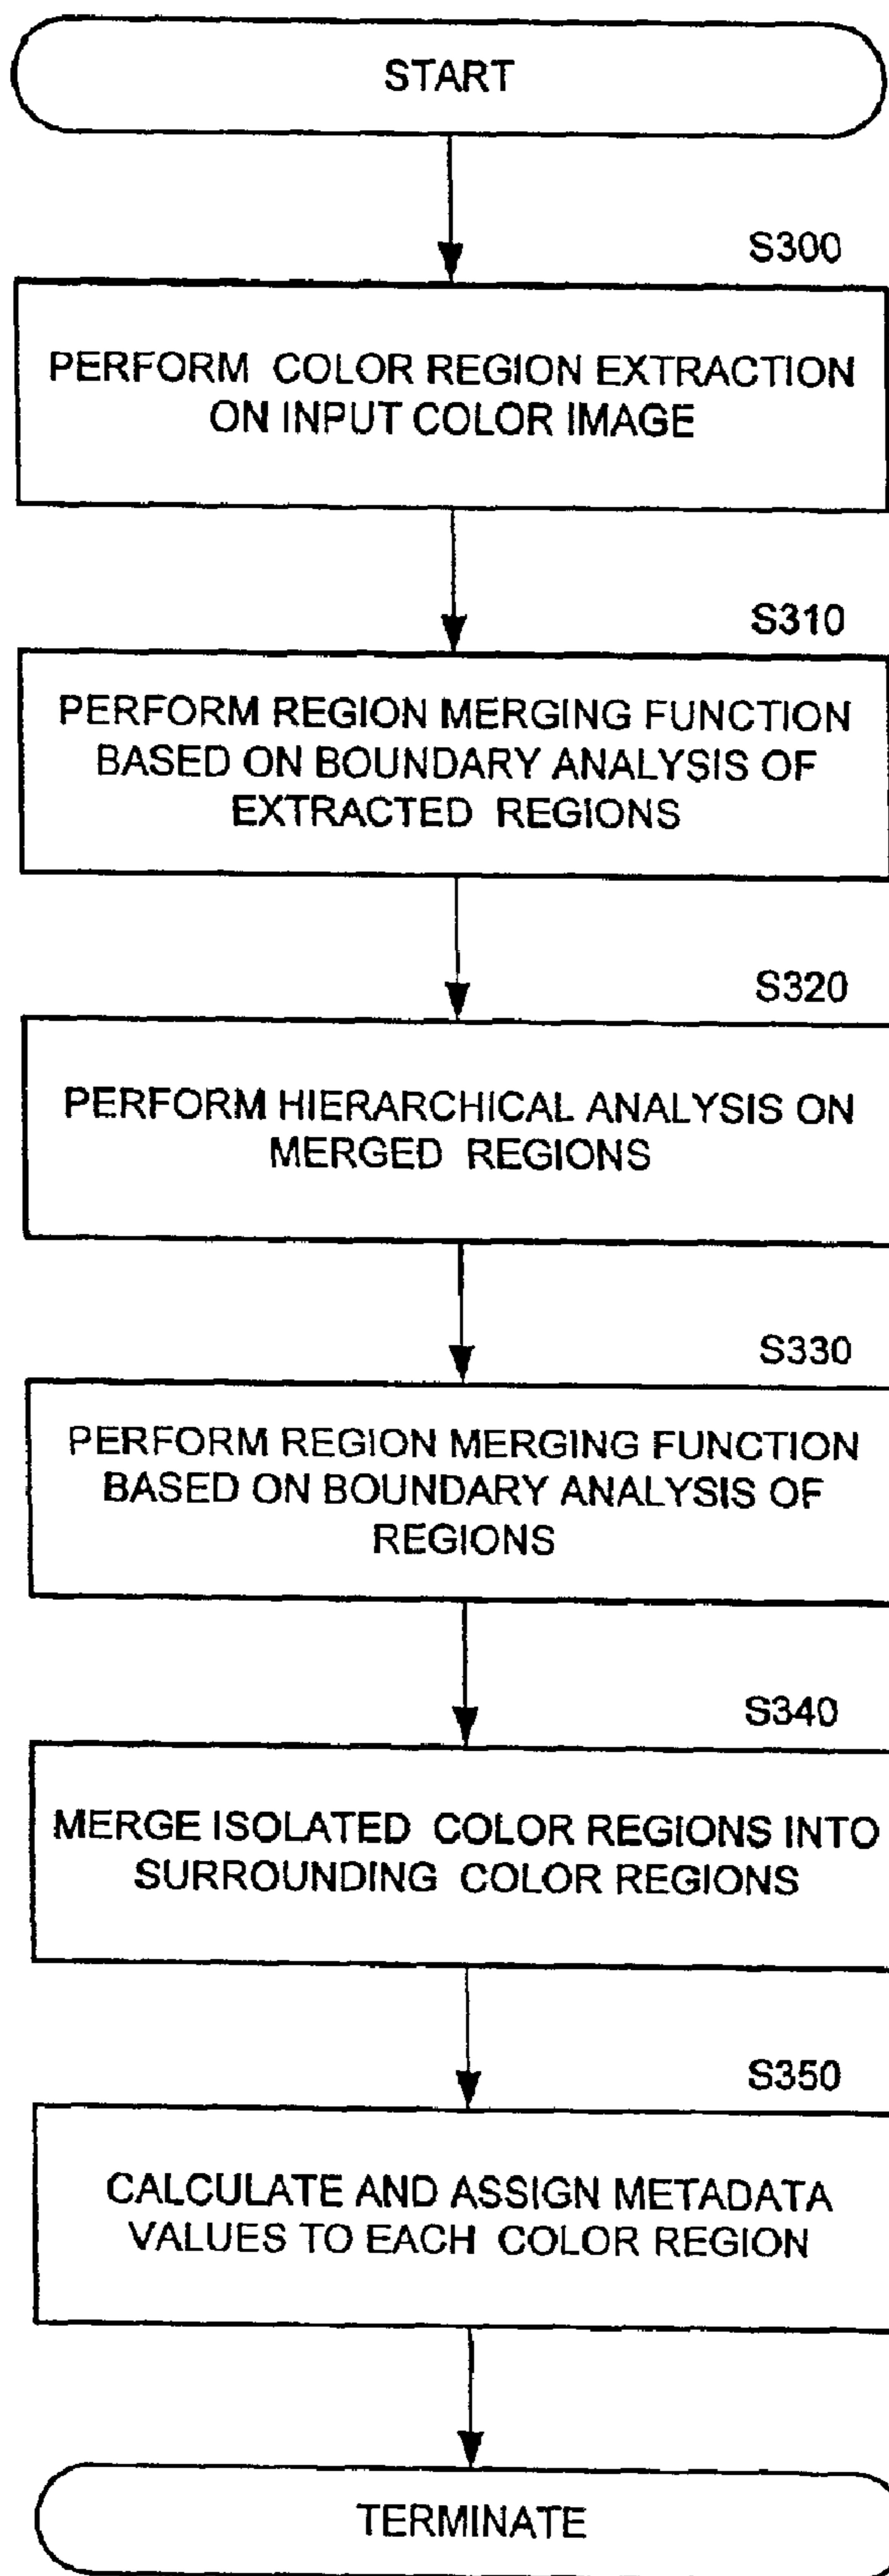 START
S300
PERFORM COLOR REGION EXTRACTION
ON INPUT COLOR IMAGE
S310
PERFORM REGION MERGING FUNCTION
BASED ON BOUNDARY ANALYSIS OF
EXTRACTED REGIONS
S320
PERFORM HIERARCHICAL ANALYSIS ON
MERGED REGIONS
S330
PERFORM REGION MERGING FUNCTION
BASED ON BOUNDARY ANALYSIS OF
REGIONS
S340
MERGE ISOLATED COLOR REGIONS INTO
SURROUNDING COLOR REGIONS
S350
CALCULATE AND ASSIGN METADATA
VALUES TO EACH COLOR REGION
TERMINATE